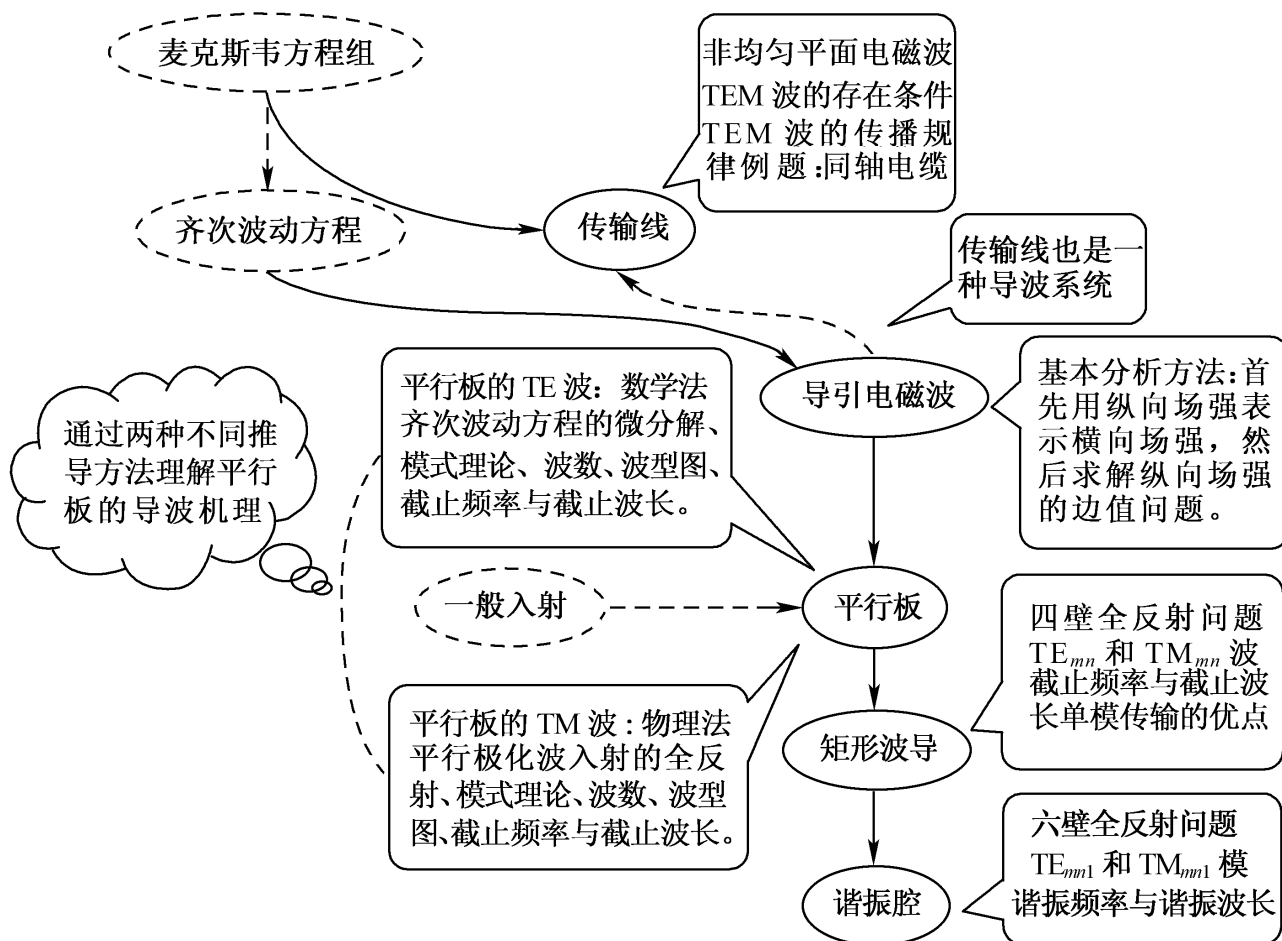 麦克斯韦方程组
非均匀平面电磁波
TEM 波的存在条件
TEM 波的传播规
律例题:同轴电缆
齐次波动方程
传输线
传输线也是一
种导波系统
平行板的 TE 波: 数学法
齐次波动方程的微分解、
模式理论、波数、波型图、
截止频率与截止波长。
导引电磁波
基本分析方法:首
先用纵向场强表
示横向场强，然
后求解纵向场强
的边值问题。
通过两种不同推
导方法理解平行
板的导波机理
一般入射
平行板
四壁全反射问题
TEmn 和 TMmn 波
截止频率与截止波
长单模传输的优点
平行板的 TM 波:物理法
平行极化波入射的全反
射、模式理论、波数、波型
图、截止频率与截止波长。
矩形波导
六壁全反射问题
TEmn1 和 TMmn1 模
谐振频率与谐振波长
谐振腔